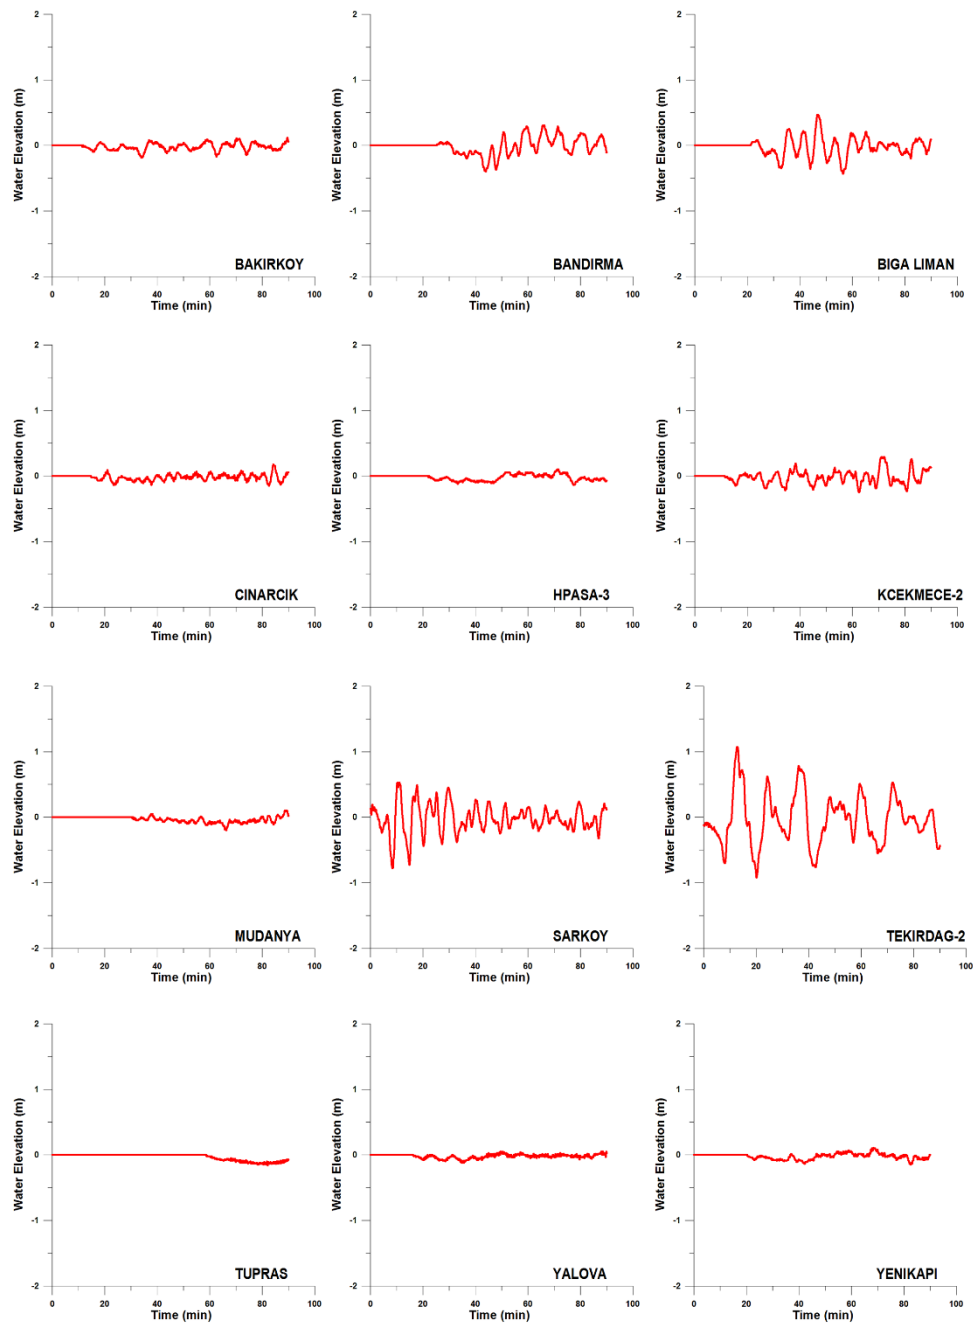 2 2 2
1 1 1
Water Elevation (m) Water Elevation (m) Water Elevation (m)
0 0 0
-1 -1 -1
BAKIRKOY BANDIRMA BIGA LIMAN
-2 -2 -2
0 20 40 60 80 100 0 20 40 60 80 100 0 20 40 60 80 100
Time (min) Time (min) Time (min)
2 2 2
1 1 1
Water Elevation (m) Water Elevation (m) Water Elevation (m)
0 0 0
-1 -1 -1
CINARCIK HPASA-3 KCEKMECE-2
-2 -2 -2
0 20 40 60 80 100 0 20 40 60 80 100 0 20 40 60 80 100
Time (min) Time (min) Time (min)
2 2 2
1 1 1
Water Elevation (m) Water Elevation (m) Water Elevation (m)
0 0 0
-1 -1 -1
MUDANYA SARKOY TEKIRDAG-2
-2 -2 -2
0 20 40 60 80 100 0 20 40 60 80 100 0 20 40 60 80 100
Time (min) Time (min) Time (min)
2 2 2
1 1 1
Water Elevation (m) Water Elevation (m) Water Elevation (m)
0 0 0
-1 -1 -1
TUPRAS YALOVA YENIKAPI
-2 -2 -2
0 20 40 60 80 100 0 20 40 60 80 100 0 20 40 60 80 100
Time (min) Time (min) Time (min)